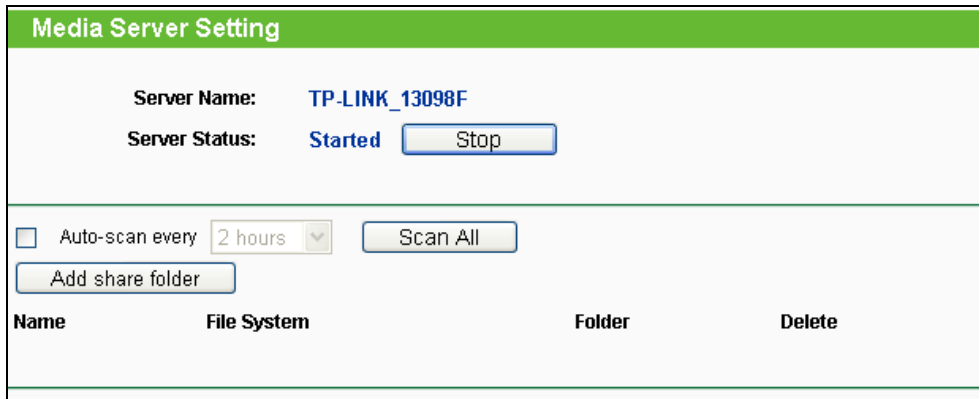 Media Server Setting
Server Name: TP-LINK_13098F
Server Status: Started Stop
Auto-scan every 2 hours Scan All
Add share folder
Name File System Folder Delete